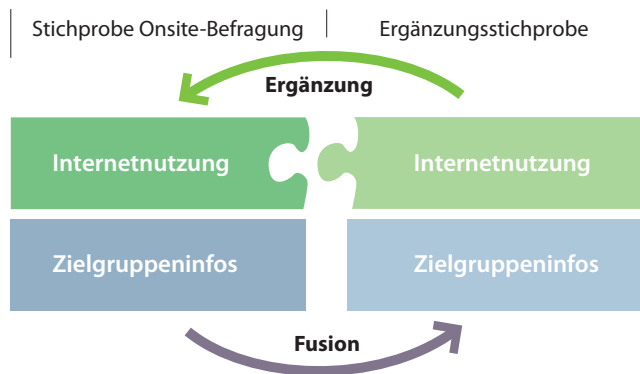 Stichprobe Onsite-Befragung
Ergänzungsstichprobe
Ergänzung
Internetnutzung
Internetnutzung
Zielgruppeninfos
Zielgruppeninfos
Fusion